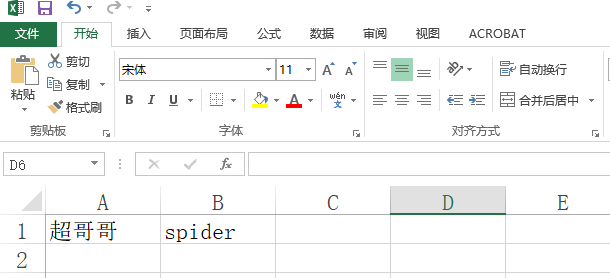 文件 开始 插入 页面布局 公式 数据 审阅 视图 ACROBAT
剪切
复制
格式刷
粘贴
剪贴板
宋体 11 A A
B I U A wén 文
字体
自动换行
合并后居中
对齐方式
D6 fx
A B C D E
1 超哥哥 spider
2